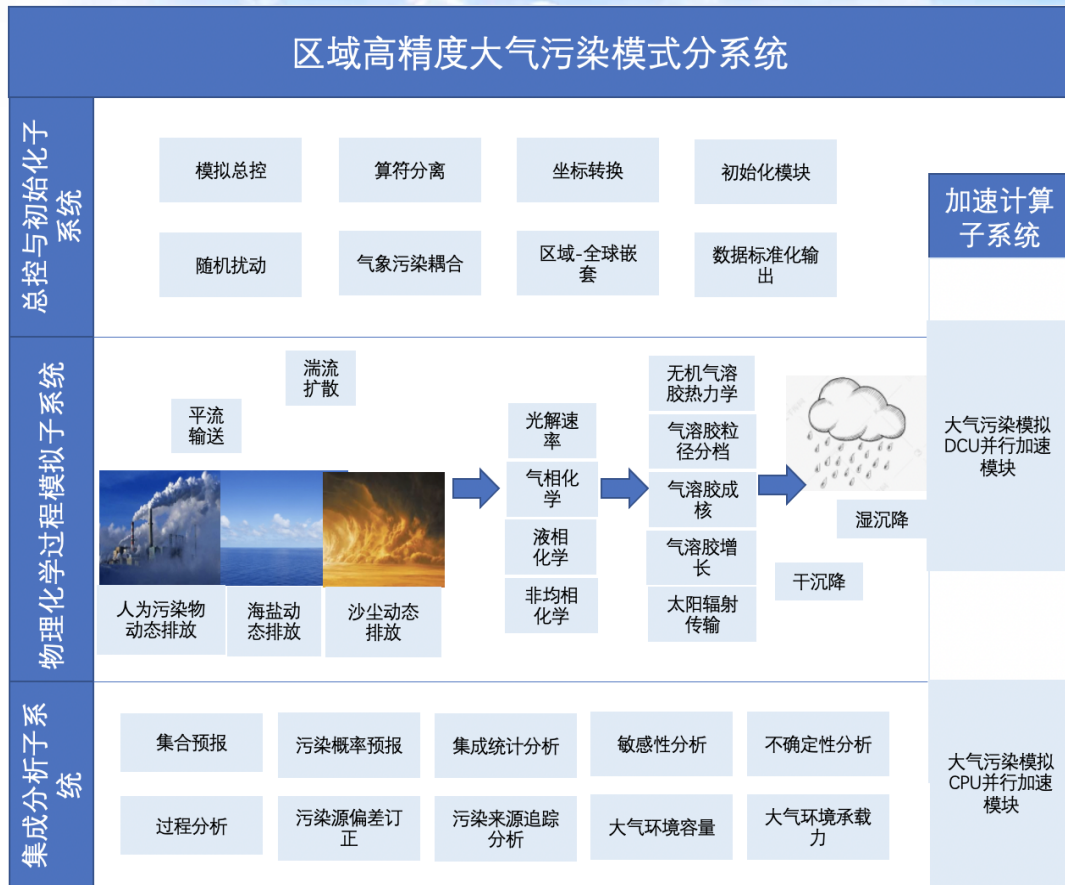 区域高精度大气污染模式分系统
总控与初始化子
系统
模拟总控
算符分离
坐标转换
初始化模块
随机扰动
气象污染耦合
区域-全球嵌
套
数据标准化输
出
加速计算
子系统
大气污染模拟
DCU并行加速
模块
大气污染模拟
CPU并行加速
模块
物理化学过程模拟子系统
湍流
扩散
平流
输送
人为污染物
动态排放
海盐动
态排放
沙尘动态
排放
光解速
率
气相化
学
液相
化学
非均相
化学
无机气溶
胶热力学
气溶胶粒
径分档
气溶胶成
核
气溶胶增
长
太阳辐射
传输
湿沉降
干沉降
集成分析子系
统
集合预报
污染概率预报
集成统计分析
敏感性分析
不确定性分析
过程分析
污染源偏差订
正
污染来源追踪
分析
大气环境容量
大气环境承载
力